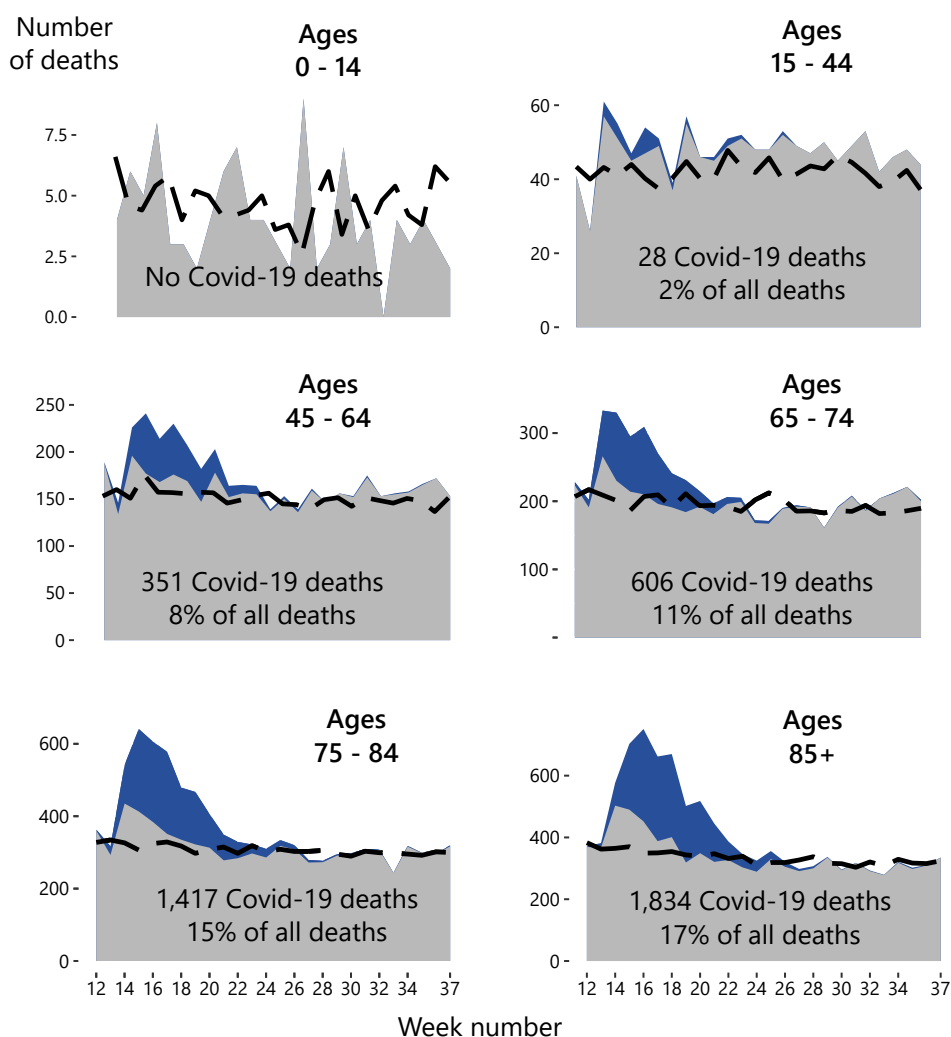 Number
of deaths
Ages
0 - 14
7.5
5.0
2.5
0.0
No Covid-19 deaths
Ages
15 - 44
60
40
20
0
28 Covid-19 deaths
2% of all deaths
Ages
45 - 64
250
200
150
100
50
0
351 Covid-19 deaths
8% of all deaths
Ages
65 - 74
300
200
100
-
606 Covid-19 deaths
11% of all deaths
Ages
75 - 84
600
400
200
0
1,417 Covid-19 deaths
15% of all deaths
12 14 16 18 20 22 24 26 28 30 32 34 37
Ages
85+
600
400
200
0
1,834 Covid-19 deaths
17% of all deaths
12 14 16 18 20 22 24 26 28 30 32 34 37
Week number